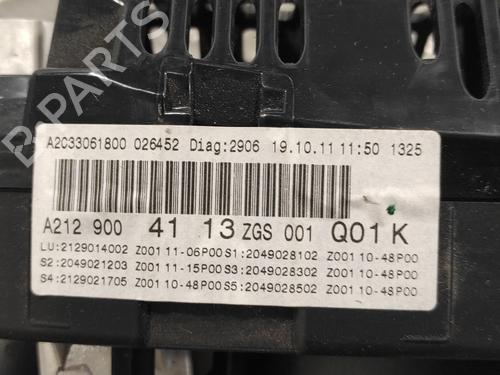 A2C33061800 026452 Diag:2906 19.10.11 11:50 1325
A212 900 41 13 ZGS 001 Q01 K
LU:2129014002 Z001 11-06P00 S1:2049028102 Z001 10-48P00
S2:2049021203 Z001 11-15P00 S3:2049028302 Z001 10-48P00
S4:2129021705 Z001 10-48P00 S5:2049028502 Z001 10-48P00